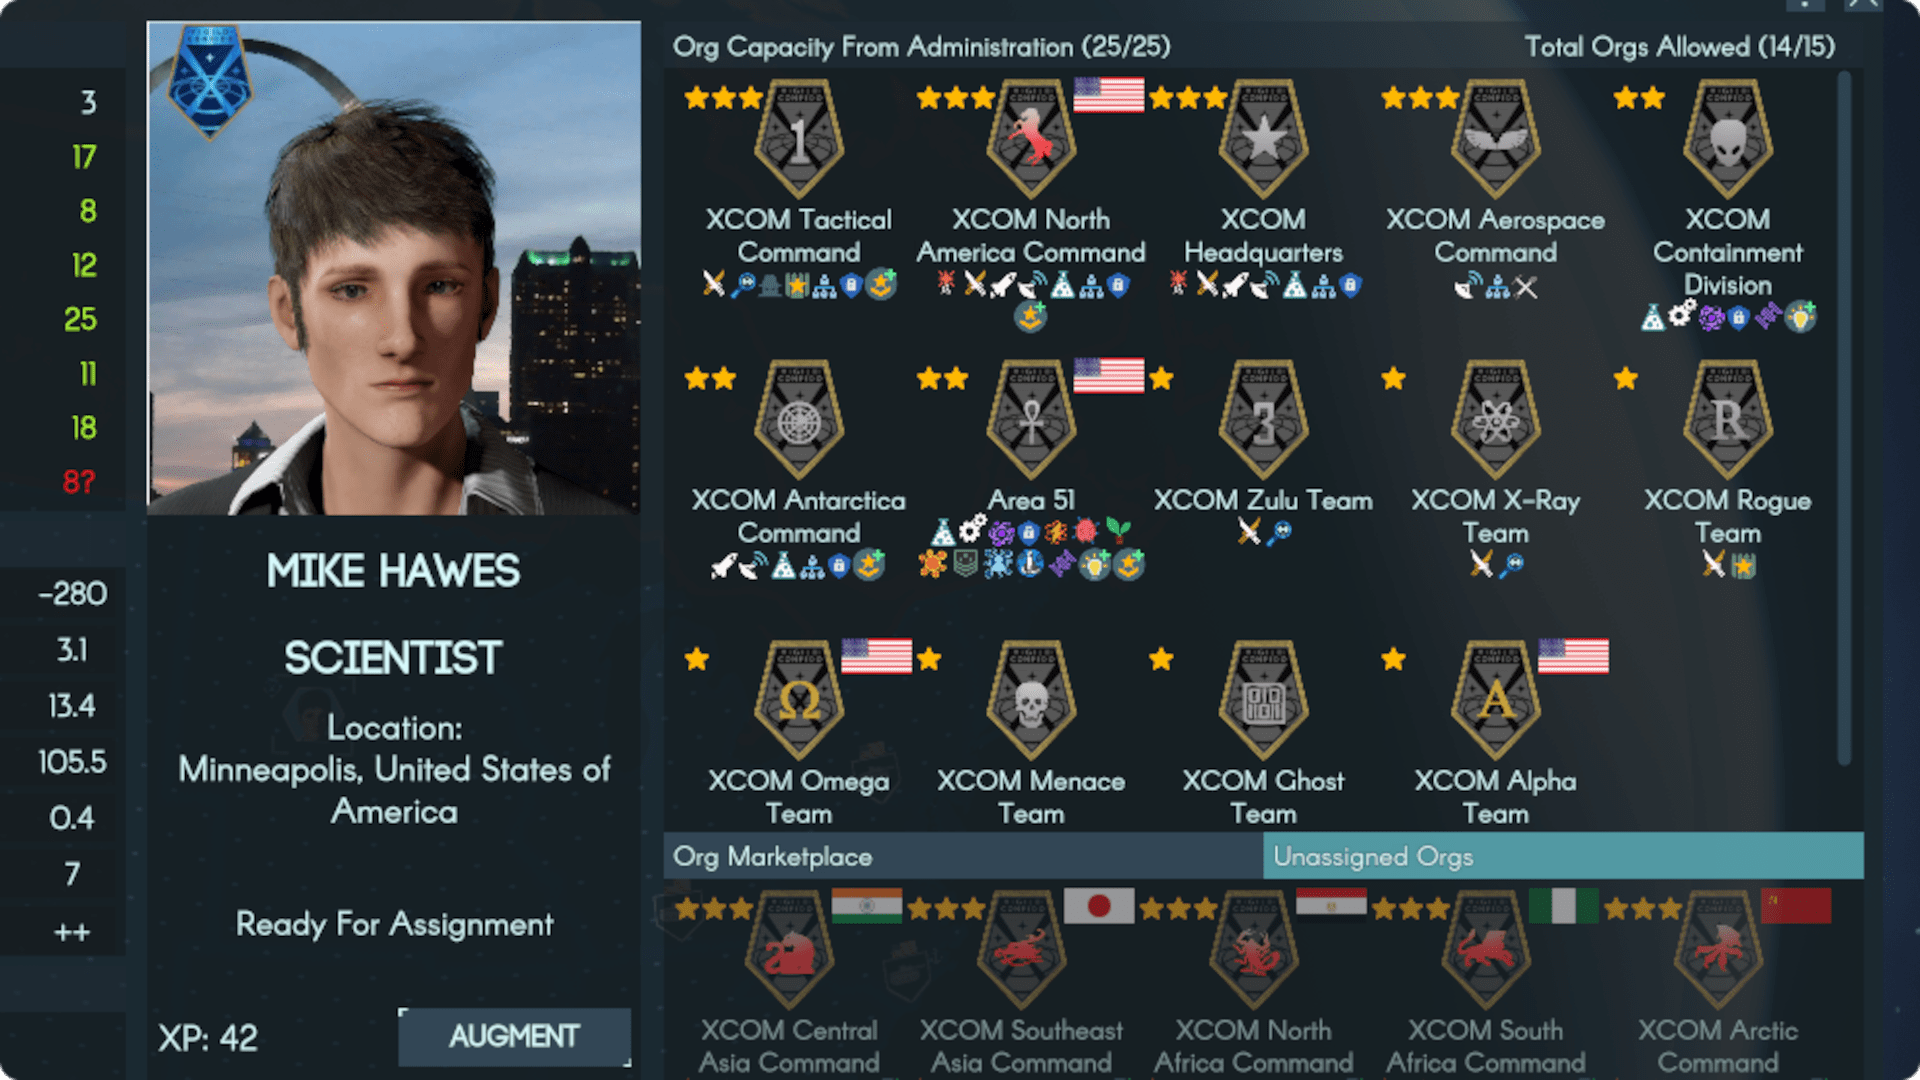 3
17
8
12
25
11
18
8?
-280
3.1
13.4
105.5
0.4
7
++
MIKE HAWES
SCIENTIST
Location:
Minneapolis, United States of
America
Ready For Assignment
XP: 42
AUGMENT
Org Capacity From Administration (25/25)
Total Orgs Allowed (14/15)
XCOM Tactical
Command
XCOM North
America Command
XCOM
Headquarters
XCOM Aerospace
Command
XCOM
Containment
Division
XCOM Antarctica
Command
Area 51
XCOM Zulu Team
XCOM X-Ray
Team
XCOM Rogue
Team
XCOM Omega
Team
XCOM Menace
Team
XCOM Ghost
Team
XCOM Alpha
Team
Org Marketplace
Unassigned Orgs
XCOM Central
Asia Command
XCOM Southeast
Asia Command
XCOM North
Africa Command
XCOM South
Africa Command
XCOM Arctic
Command